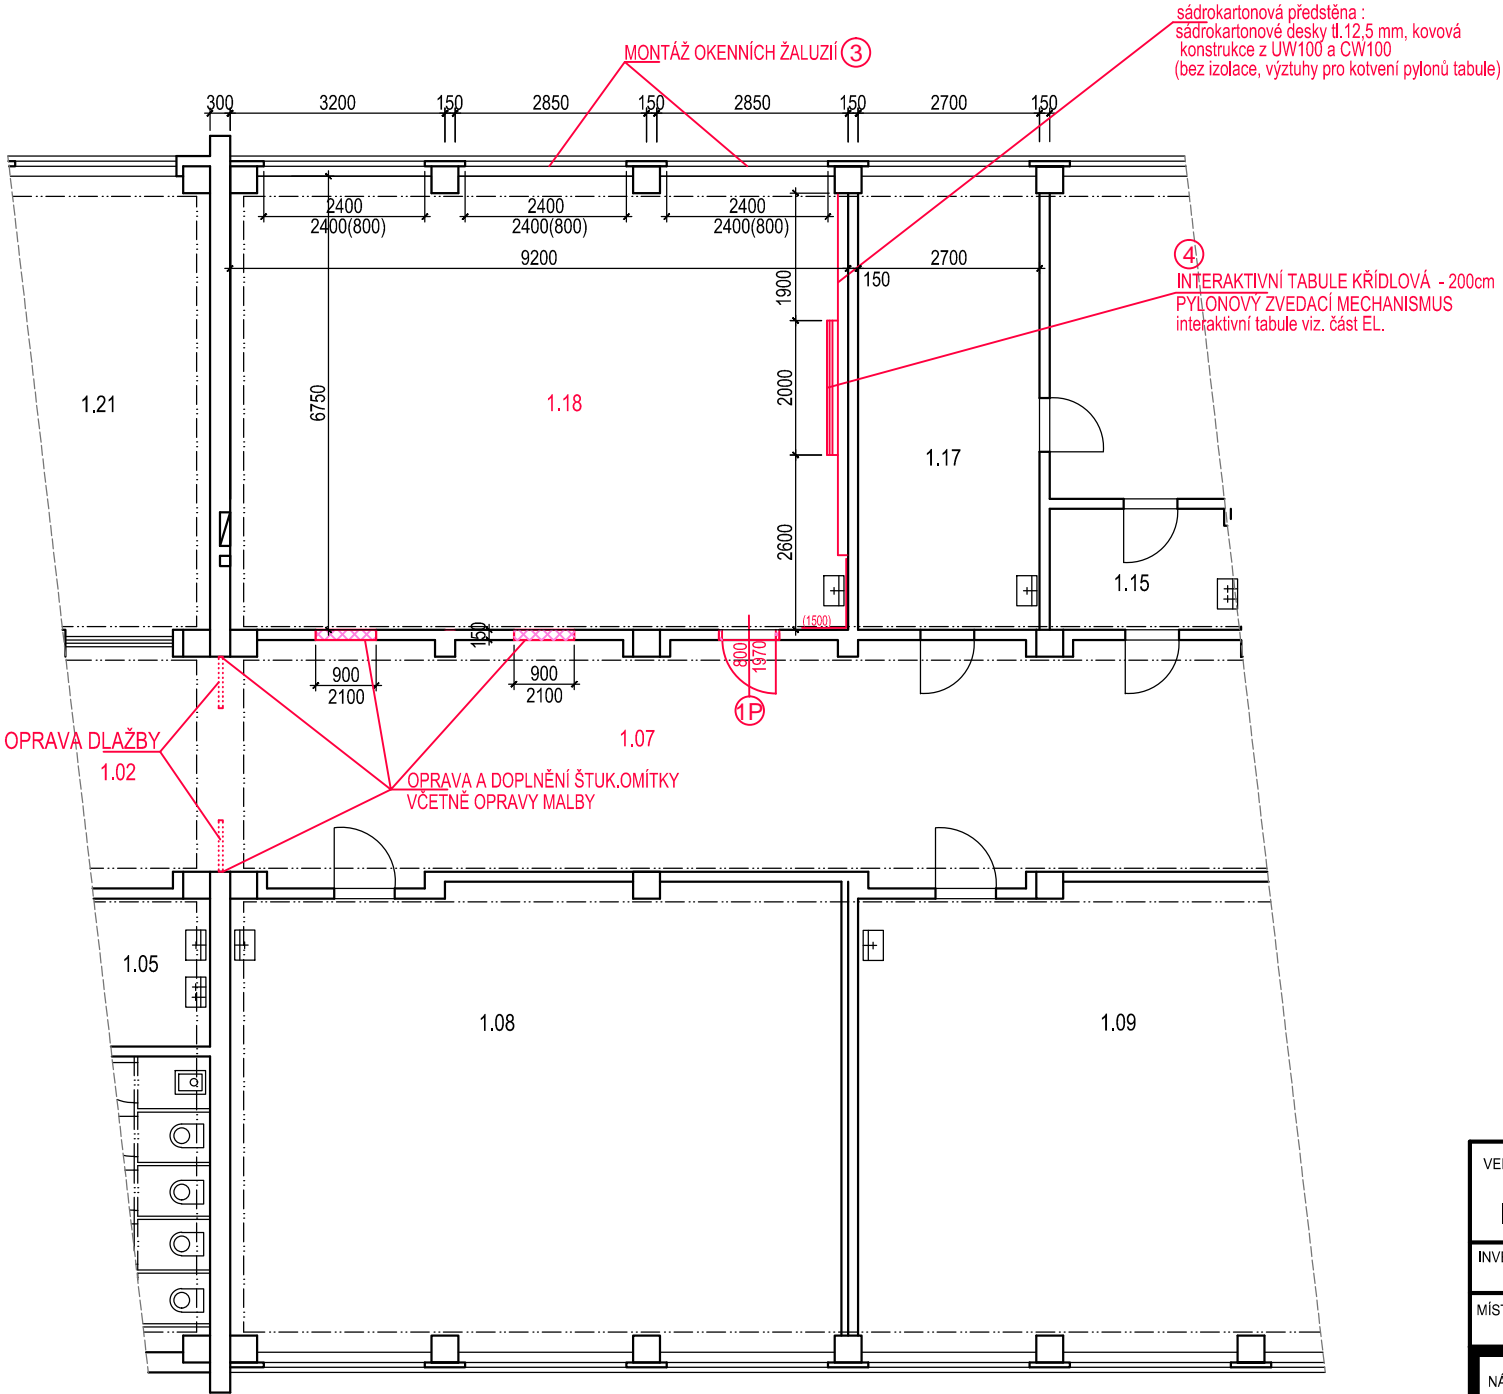 sádrokartonová předstěna :
sádrokartonové desky tl.12,5 mm, kovová
konstrukce z UW100 a CW100
(bez izolace, výztuhy pro kotvení pylonů tabule)
MONTÁŽ OKENNÍCH ŽALUZIÍ 3
300 3200 150 2850 150 2850 150 2700 150
2400 2400 2400
2400(800) 2400(800) 2400(800)
9200 2700
150
1900
4
INTERAKTIVNÍ TABULE KŘÍDLOVÁ - 200cm
PYLONOVÝ ZVEDACÍ MECHANISMUS
interaktivní tabule viz. část EL.
6750
2000
1.21
1.18
1.17
2600
1.15
(1500)
150
900 900
2100 2100
800
1970
1P
OPRAVA DLAŽBY
1.02
1.07
OPRAVA A DOPLNĚNÍ ŠTUK.OMÍTKY
VČETNĚ OPRAVY MALBY
1.05
1.08
1.09